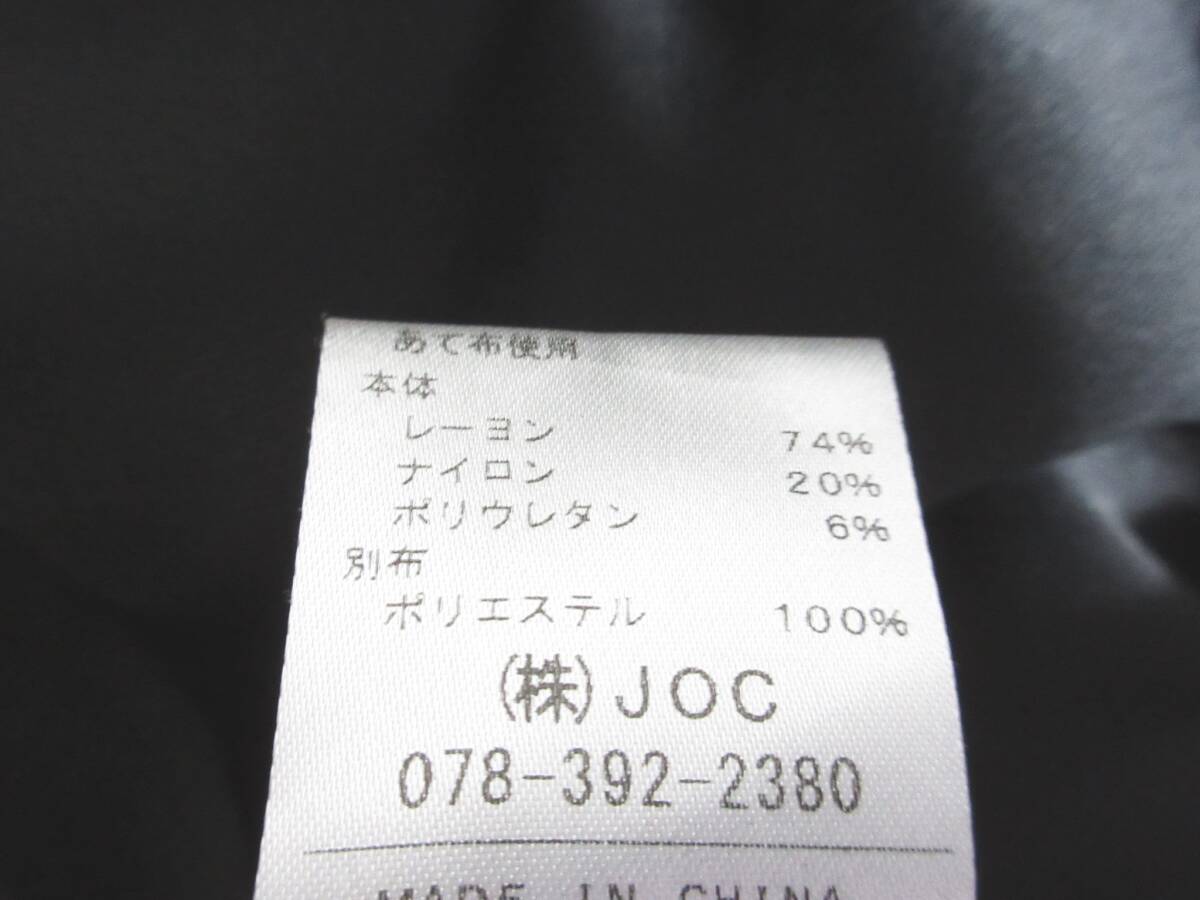 あて布使用
本体
レーヨン 74%
ナイロン 20%
ポリウレタン 6%
別布
ポリエステル 100%
(株)JOC
078-392-2380
MADE IN CHINA